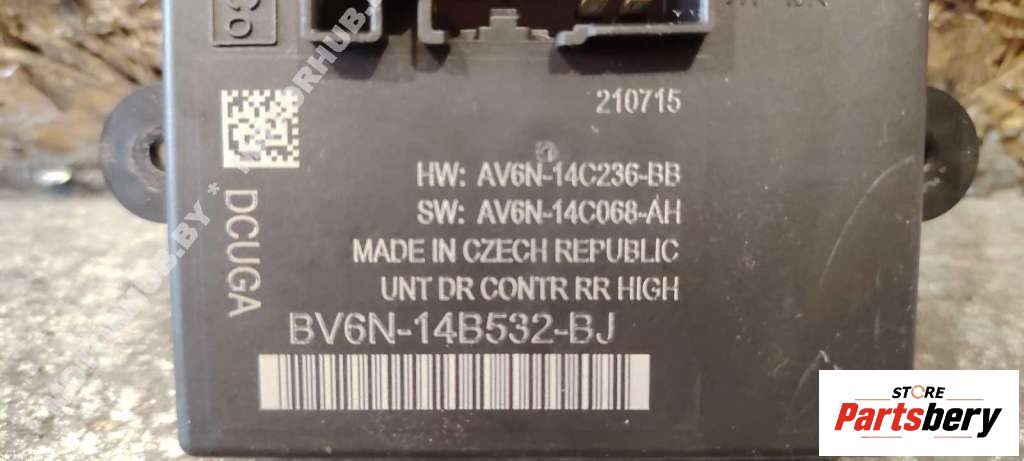 210715
HW: AV6N-14C236-BB
SW: AV6N-14C068-AH
MADE IN CZECH REPUBLIC
UNT DR CONTR RR HIGH
DCUGA
BV6N-14B532-BJ
STORE
Partsbery